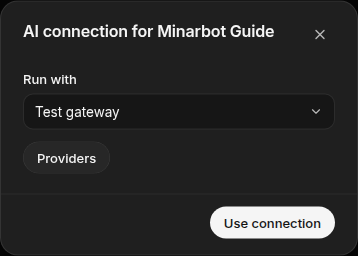 AI connection for Minarbot Guide
Run with
Test gateway
Providers
Use connection